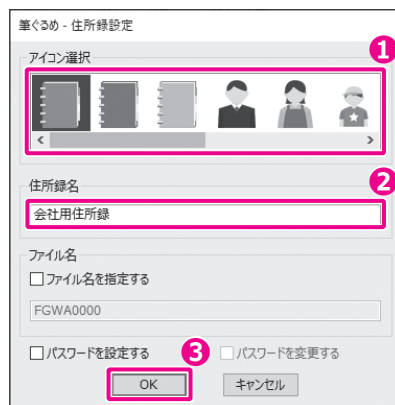 筆ぐるめ - 住所録設定
アイコン選択
1
住所録名
2
会社用住所録
ファイル名
ファイル名を指定する
FGWA0000
パスワードを設定する 3 パスワードを変更する
OK キャンセル